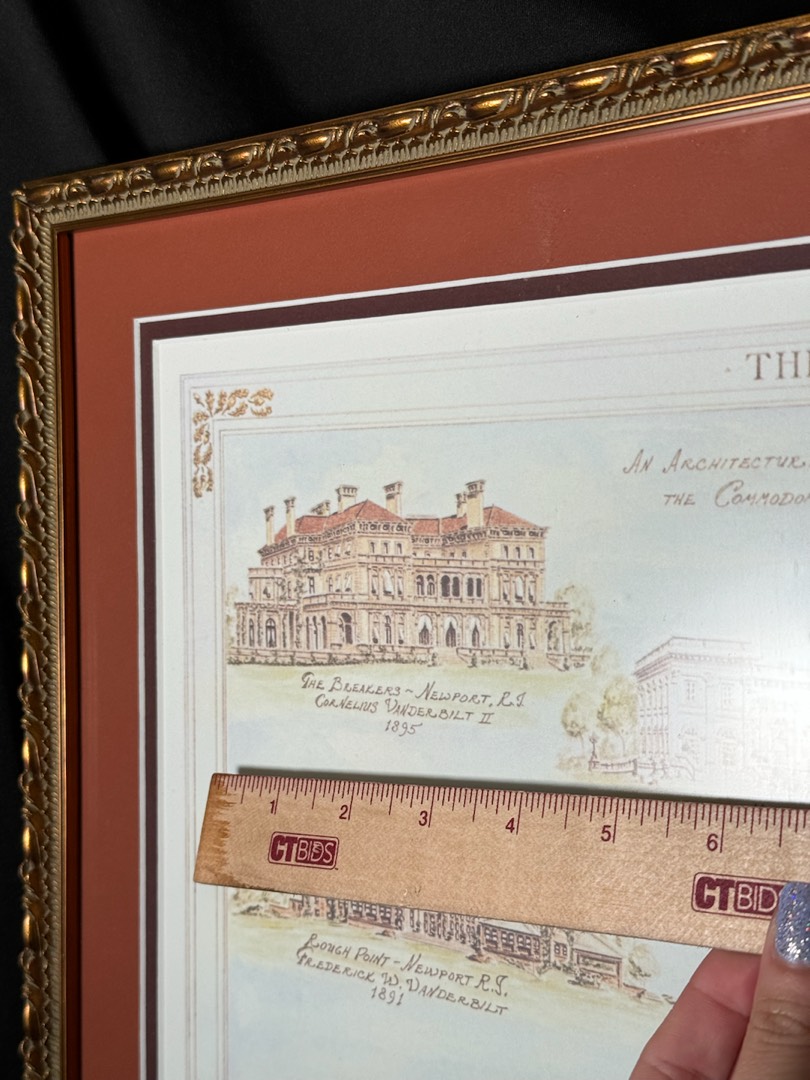 THE
AN ARCHITECTUR
THE COMMODO
THE BREAKERS ~ NEWPORT, R.I.
CORNELIUS VANDERBILT II
1895
1 2 3 4 5 6
CTBIDS
CTBID
ROUGH POINT ~ NEWPORT R.I.
FREDERICK W. VANDERBILT
1891